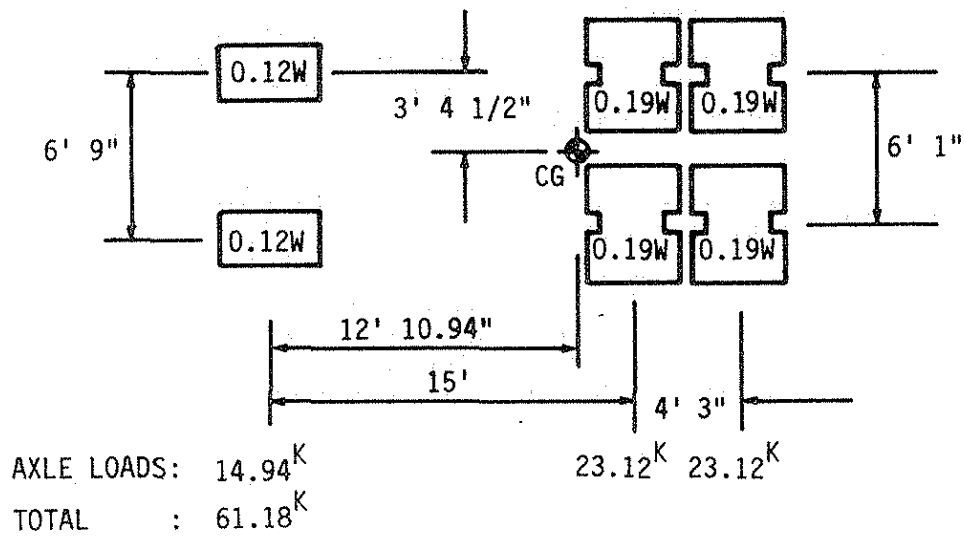 0.12W
0.19W 0.19W
3' 4 1/2"
6' 9"
6' 1"
CG
0.12W
0.19W 0.19W
12' 10.94"
15'
4' 3"
AXLE LOADS: 14.94K 23.12K 23.12K
TOTAL : 61.18K